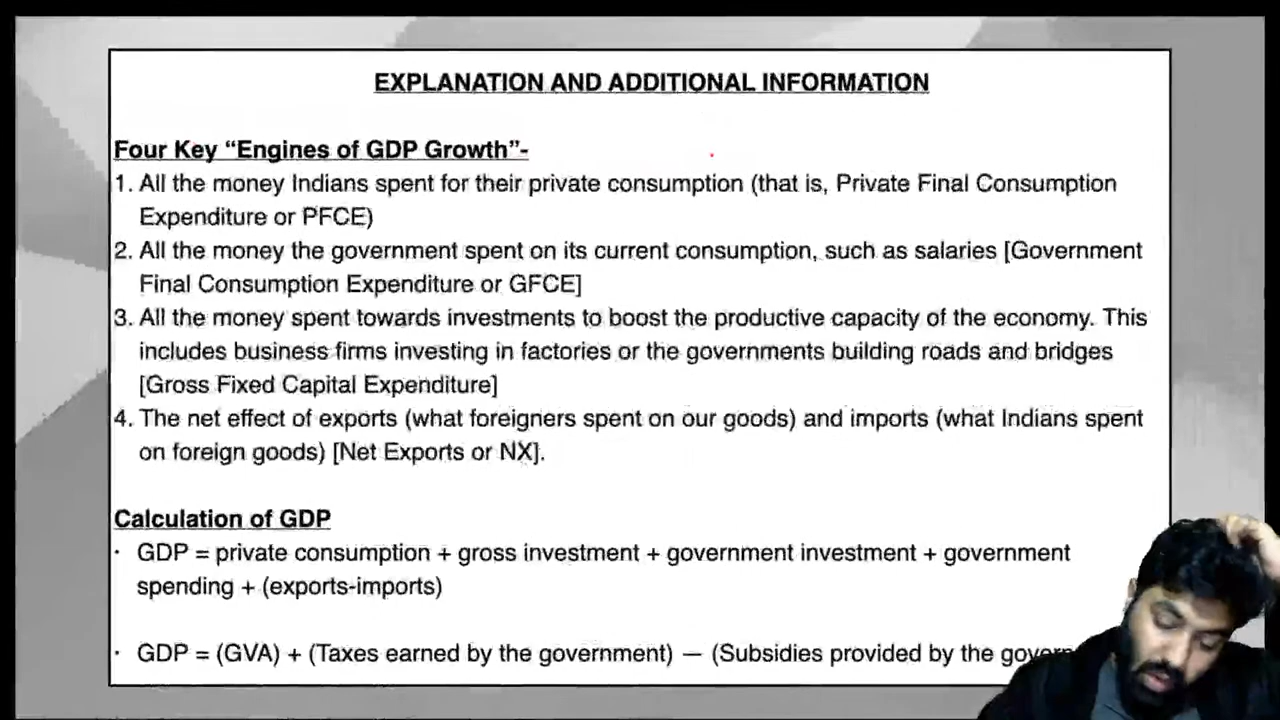 EXPLANATION AND ADDITIONAL INFORMATION
Four Key “Engines of GDP Growth”-
1. All the money Indians spent for their private consumption (that is, Private Final Consumption
Expenditure or PFCE)
2. All the money the government spent on its current consumption, such as salaries [Government
Final Consumption Expenditure or GFCE]
3. All the money spent towards investments to boost the productive capacity of the economy. This
includes business firms investing in factories or the governments building roads and bridges
[Gross Fixed Capital Expenditure]
4. The net effect of exports (what foreigners spent on our goods) and imports (what Indians spent
on foreign goods) [Net Exports or NX].
Calculation of GDP
· GDP = private consumption + gross investment + government investment + government
spending + (exports-imports)
· GDP = (GVA) + (Taxes earned by the government) — (Subsidies provided by the